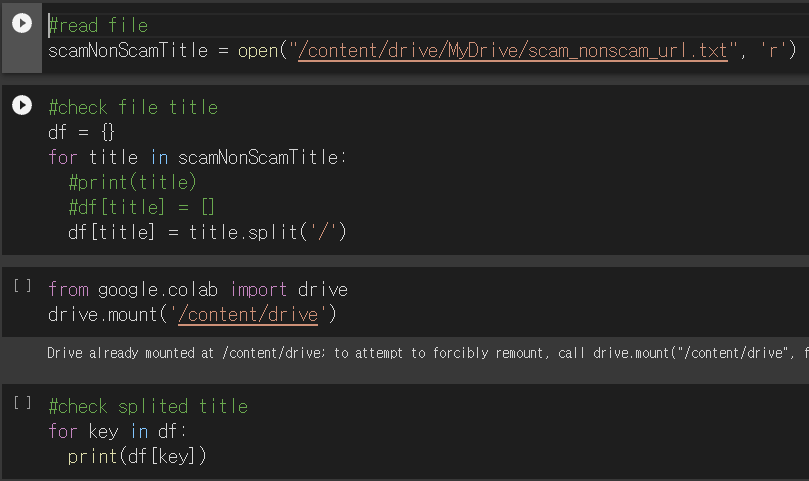 #read file
scamNonScamTitle = open("/content/drive/MyDrive/scam_nonscam_url.txt", 'r')
#check file title
df = {}
for title in scamNonScamTitle:
  #print(title)
  #df[title] = []
  df[title] = title.split('/')
[ ] from google.colab import drive
drive.mount('/content/drive')
Drive already mounted at /content/drive; to attempt to forcibly remount, call drive.mount("/content/drive", f
[ ] #check splited title
for key in df:
  print(df[key])